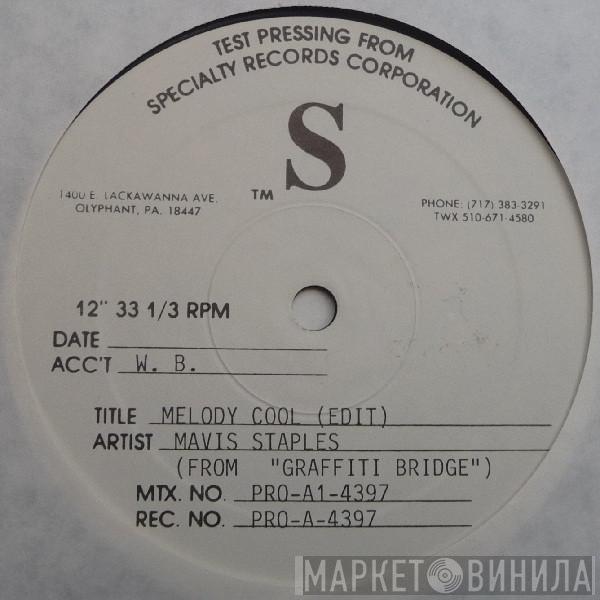 TEST PRESSING FROM
SPECIALTY RECORDS CORPORATION
S
TM
1400 E. LACKAWANNA AVE.
OLYPHANT, PA. 18447
PHONE: (717) 383-3291
TWX 510-671-4580
12" 33 1/3 RPM
DATE
ACC'T W. B.
TITLE MELODY COOL (EDIT)
ARTIST MAVIS STAPLES
(FROM "GRAFFITI BRIDGE")
MTX. NO. PRO-A1-4397
REC. NO. PRO-A-4397
МАРКЕТ ВИНИЛА